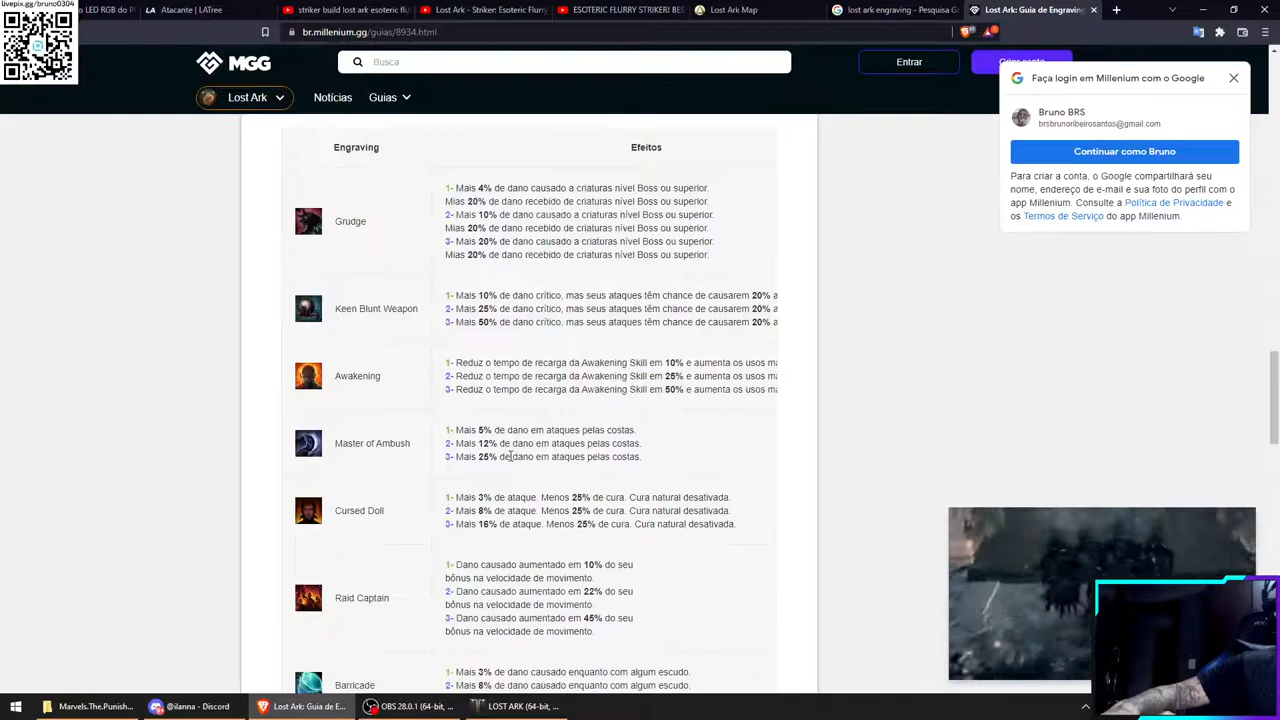 livepix.gg/bruno0304
LED RGB do P
LA Atacante | LATree
striker build lost ark esoteric flu
Lost Ark - Striker: Esoteric Flurry
ESOTERIC FLURRY STRIKER! BES
Lost Ark Map
lost ark engraving - Pesquisa G
Lost Ark: Guia de Engravin
br.millenium.gg/guias/8934.html
MGG
Busca
Entrar
Lost Ark
Notícias
Guias
Faça login em Millenium com o Google
Bruno BRS
brsbrunoribeirosantos@gmail.com
Continuar como Bruno
Para criar a conta, o Google compartilhará seu
nome, endereço de e-mail e sua foto do perfil com o
app Millenium. Consulte a Política de Privacidade e
os Termos de Serviço do app Millenium.
Engraving
Efeitos
Grudge
1- Mais 4% de dano causado a criaturas nível Boss ou superior.
Mias 20% de dano recebido de criaturas nível Boss ou superior.
2- Mais 10% dano causado a criaturas nível Boss ou superior.
Mias 20% de dano recebido de criaturas nível Boss ou superior.
3- Mais 20% dano causado a criaturas nível Boss ou superior.
Mias 20% de dano recebido de criaturas nível Boss ou superior.
Keen Blunt Weapon
1- Mais 10% de dano crítico, mas seus ataques têm chance de causarem 20% a
2- Mais 25% de dano crítico, mas seus ataques têm chance de causarem 20% a
3- Mais 50% de dano crítico, mas seus ataques têm chance de causarem 20% a
Awakening
1- Reduz o tempo de recarga da Awakening Skill em 10% e aumenta os usos ma
2- Reduz o tempo de recarga da Awakening Skill em 25% e aumenta os usos ma
3- Reduz o tempo de recarga da Awakening Skill em 50% e aumenta os usos ma
Master of Ambush
1- Mais 5% de dano em ataques pelas costas.
2- Mais 12% de dano em ataques pelas costas.
3- Mais 25% de dano em ataques pelas costas.
Cursed Doll
1- Mais 3% de ataque. Menos 25% de cura. Cura natural desativada.
2- Mais 8% de ataque. Menos 25% de cura. Cura natural desativada.
3- Mais 16% de ataque. Menos 25% de cura. Cura natural desativada.
Raid Captain
1- Dano causado aumentado em 10% do seu
bônus na velocidade de movimento.
2- Dano causado aumentado em 22% do seu
bônus na velocidade de movimento.
3- Dano causado aumentado em 45% do seu
bônus na velocidade de movimento.
Barricade
1- Mais 3% de dano causado enquanto com algum escudo.
2- Mais 8% de dano causado enquanto com algum escudo.
Marvels.The.Punish...
@ilanna - Discord
Lost Ark: Guia de E...
OBS 28.0.1 (64-bit, ...
LOST ARK (64-bit, ...